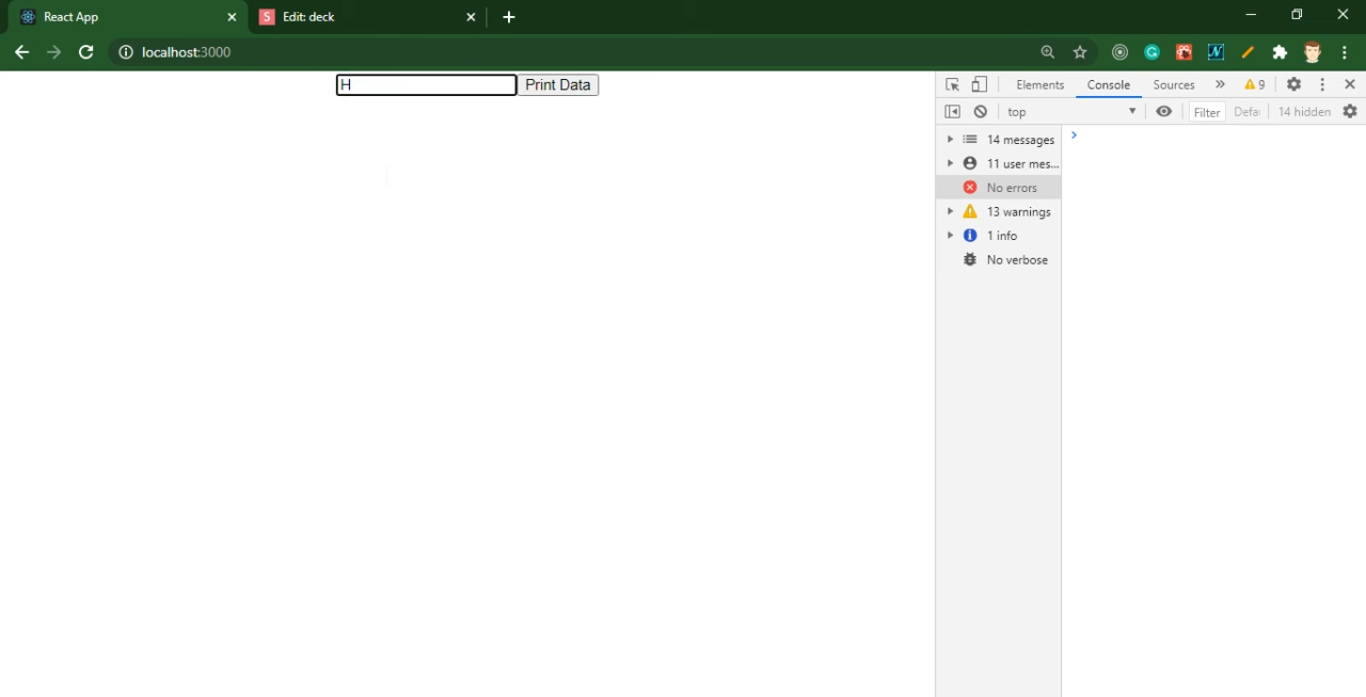 React App
Edit: deck
localhost:3000
H
Print Data
Elements
Console
Sources
9
top
Filter
Defa
14 hidden
14 messages
11 user mes...
No errors
13 warnings
1 info
No verbose